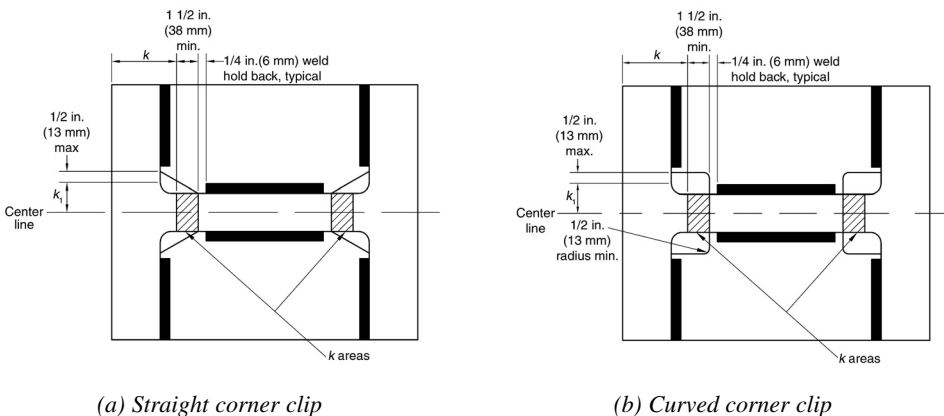 1 1/2 in.
(38 mm)
min.
k
1/4 in.(6 mm) weld
hold back, typical
1/2 in.
(13 mm)
max
k₁
Center
line
k areas
(a) Straight corner clip
1 1/2 in.
(38 mm)
min.
k
1/4 in.(6 mm) weld
hold back, typical
1/2 in.
(13 mm)
max.
k₁
Center
line
1/2 in.
(13 mm)
radius min.
k areas
(b) Curved corner clip